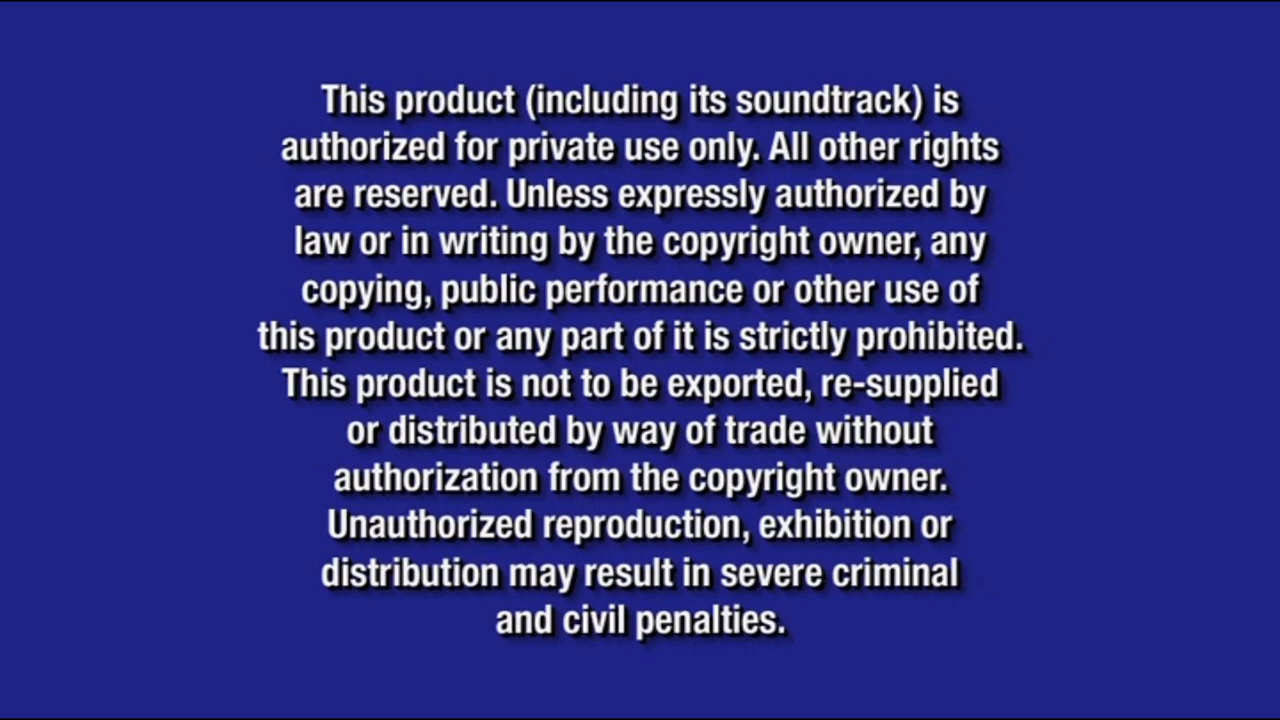 This product (including its soundtrack) is
authorized for private use only. All other rights
are reserved. Unless expressly authorized by
law or in writing by the copyright owner, any
copying, public performance or other use of
this product or any part of it is strictly prohibited.
This product is not to be exported, re-supplied
or distributed by way of trade without
authorization from the copyright owner.
Unauthorized reproduction, exhibition or
distribution may result in severe criminal
and civil penalties.